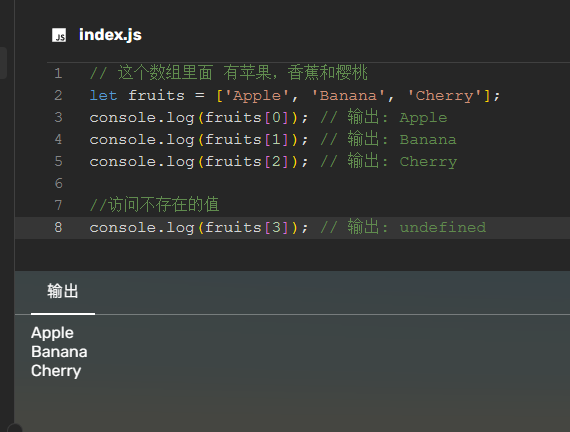 JS index.js
1 // 这个数组里面 有苹果，香蕉和樱桃
2 let fruits = ['Apple', 'Banana', 'Cherry'];
3 console.log(fruits[0]); // 输出: Apple
4 console.log(fruits[1]); // 输出: Banana
5 console.log(fruits[2]); // 输出: Cherry
6
7 //访问不存在的值
8 console.log(fruits[3]); // 输出: undefined
输出
Apple
Banana
Cherry